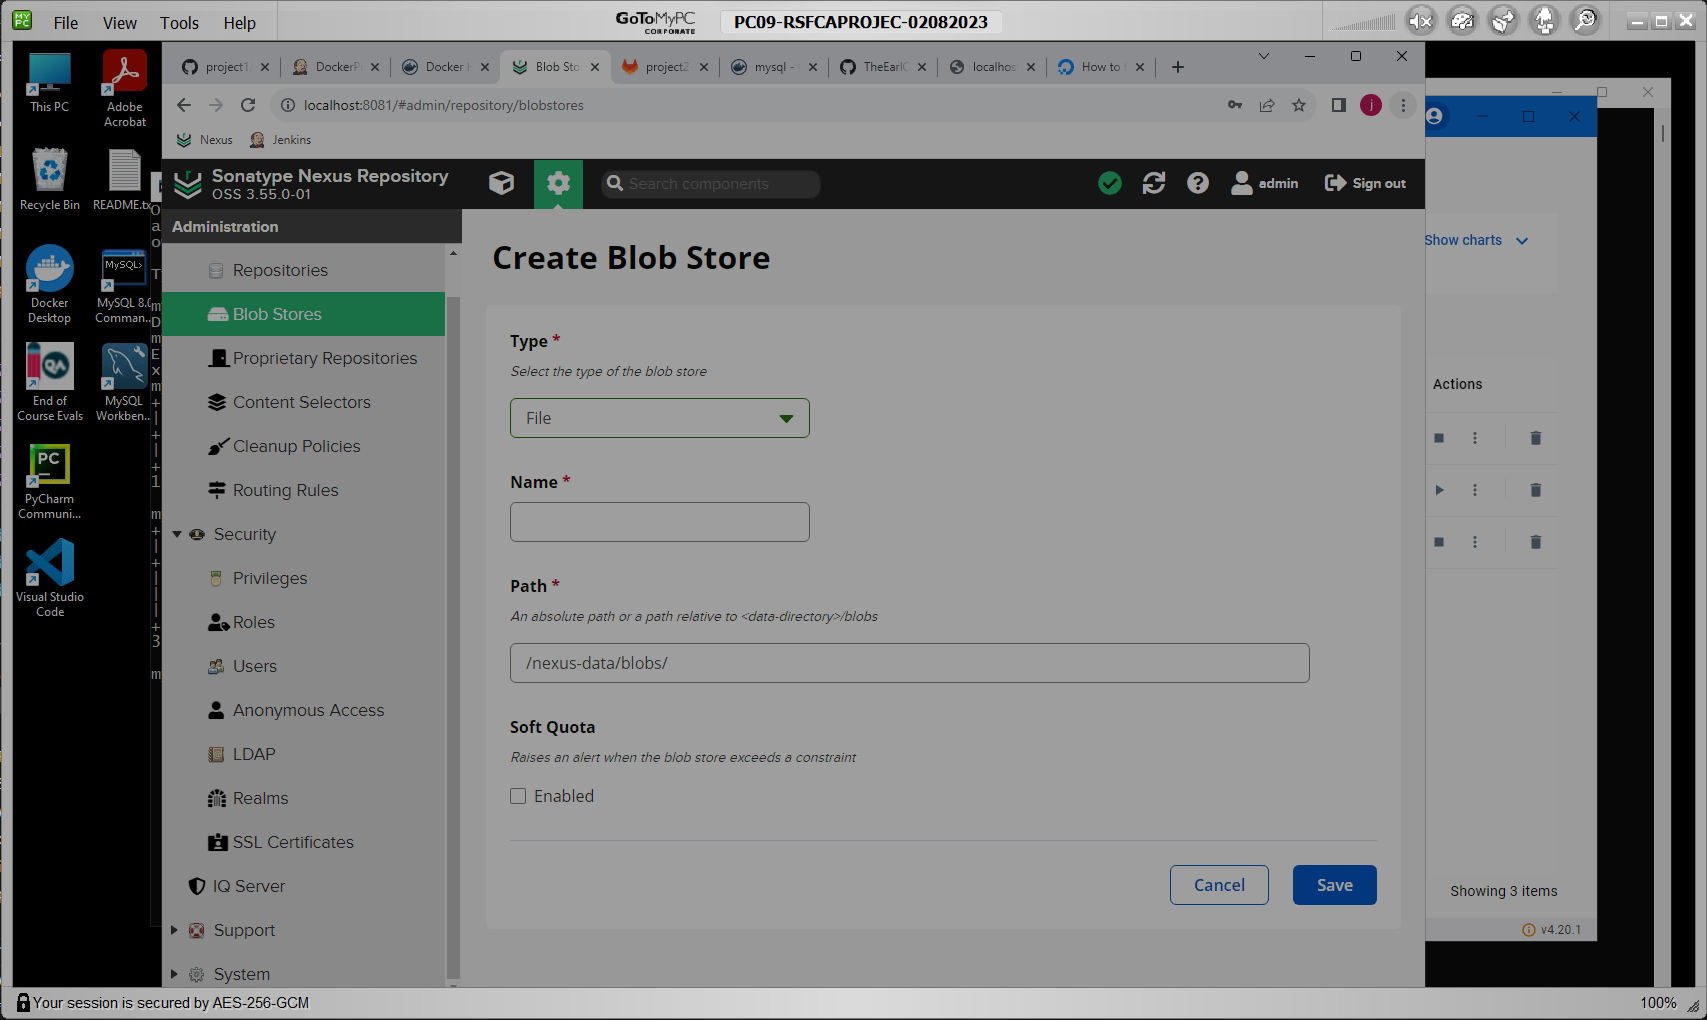 File
View
Tools
Help
GoToMyPC
CORPORATE
PC09-RSFCAPROJEC-02082023
MY
PC
This PC
Adobe
Acrobat
Recycle Bin
README.tx
Docker
Desktop
MySQL>
MySQL 8.0
Comman...
End of
Course Evals
QA
MySQL
Workben...
PC
PyCharm
Communi...
Visual Studio
Code
project1
DockerP
Docker
Blob Sto
project2
mysql -
TheEarlC
localhos
How to
localhost:8081/#admin/repository/blobstores
j
Nexus
Jenkins
Sonatype Nexus Repository
OSS 3.55.0-01
Search components
admin
Sign out
Administration
Repositories
Blob Stores
Proprietary Repositories
Content Selectors
Cleanup Policies
Routing Rules
Security
Privileges
Roles
Users
Anonymous Access
LDAP
Realms
SSL Certificates
IQ Server
Support
System
Create Blob Store
Type *
Select the type of the blob store
File
Name *
Path *
An absolute path or a path relative to <data-directory>/blobs
/nexus-data/blobs/
Soft Quota
Raises an alert when the blob store exceeds a constraint
Enabled
Cancel
Save
Show charts
Actions
Showing 3 items
v4.20.1
Your session is secured by AES-256-GCM
100%